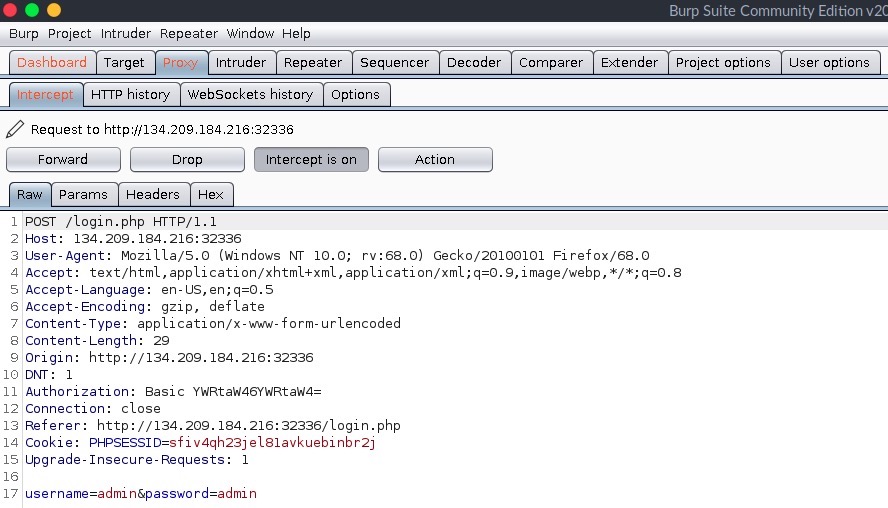 Burp Suite Community Edition v20
Burp Project Intruder Repeater Window Help
Dashboard Target Proxy Intruder Repeater Sequencer Decoder Comparer Extender Project options User options
Intercept HTTP history WebSockets history Options
Request to http://134.209.184.216:32336
Forward Drop Intercept is on Action
Raw Params Headers Hex
1 POST /login.php HTTP/1.1
2 Host: 134.209.184.216:32336
3 User-Agent: Mozilla/5.0 (Windows NT 10.0; rv:68.0) Gecko/20100101 Firefox/68.0
4 Accept: text/html,application/xhtml+xml,application/xml;q=0.9,image/webp,*/*;q=0.8
5 Accept-Language: en-US,en;q=0.5
6 Accept-Encoding: gzip, deflate
7 Content-Type: application/x-www-form-urlencoded
8 Content-Length: 29
9 Origin: http://134.209.184.216:32336
10 DNT: 1
11 Authorization: Basic YWRtaW46YWRtaW4=
12 Connection: close
13 Referer: http://134.209.184.216:32336/login.php
14 Cookie: PHPSESSID=sfiv4qh23jel81avkuebinbr2j
15 Upgrade-Insecure-Requests: 1
16
17 username=admin&password=admin